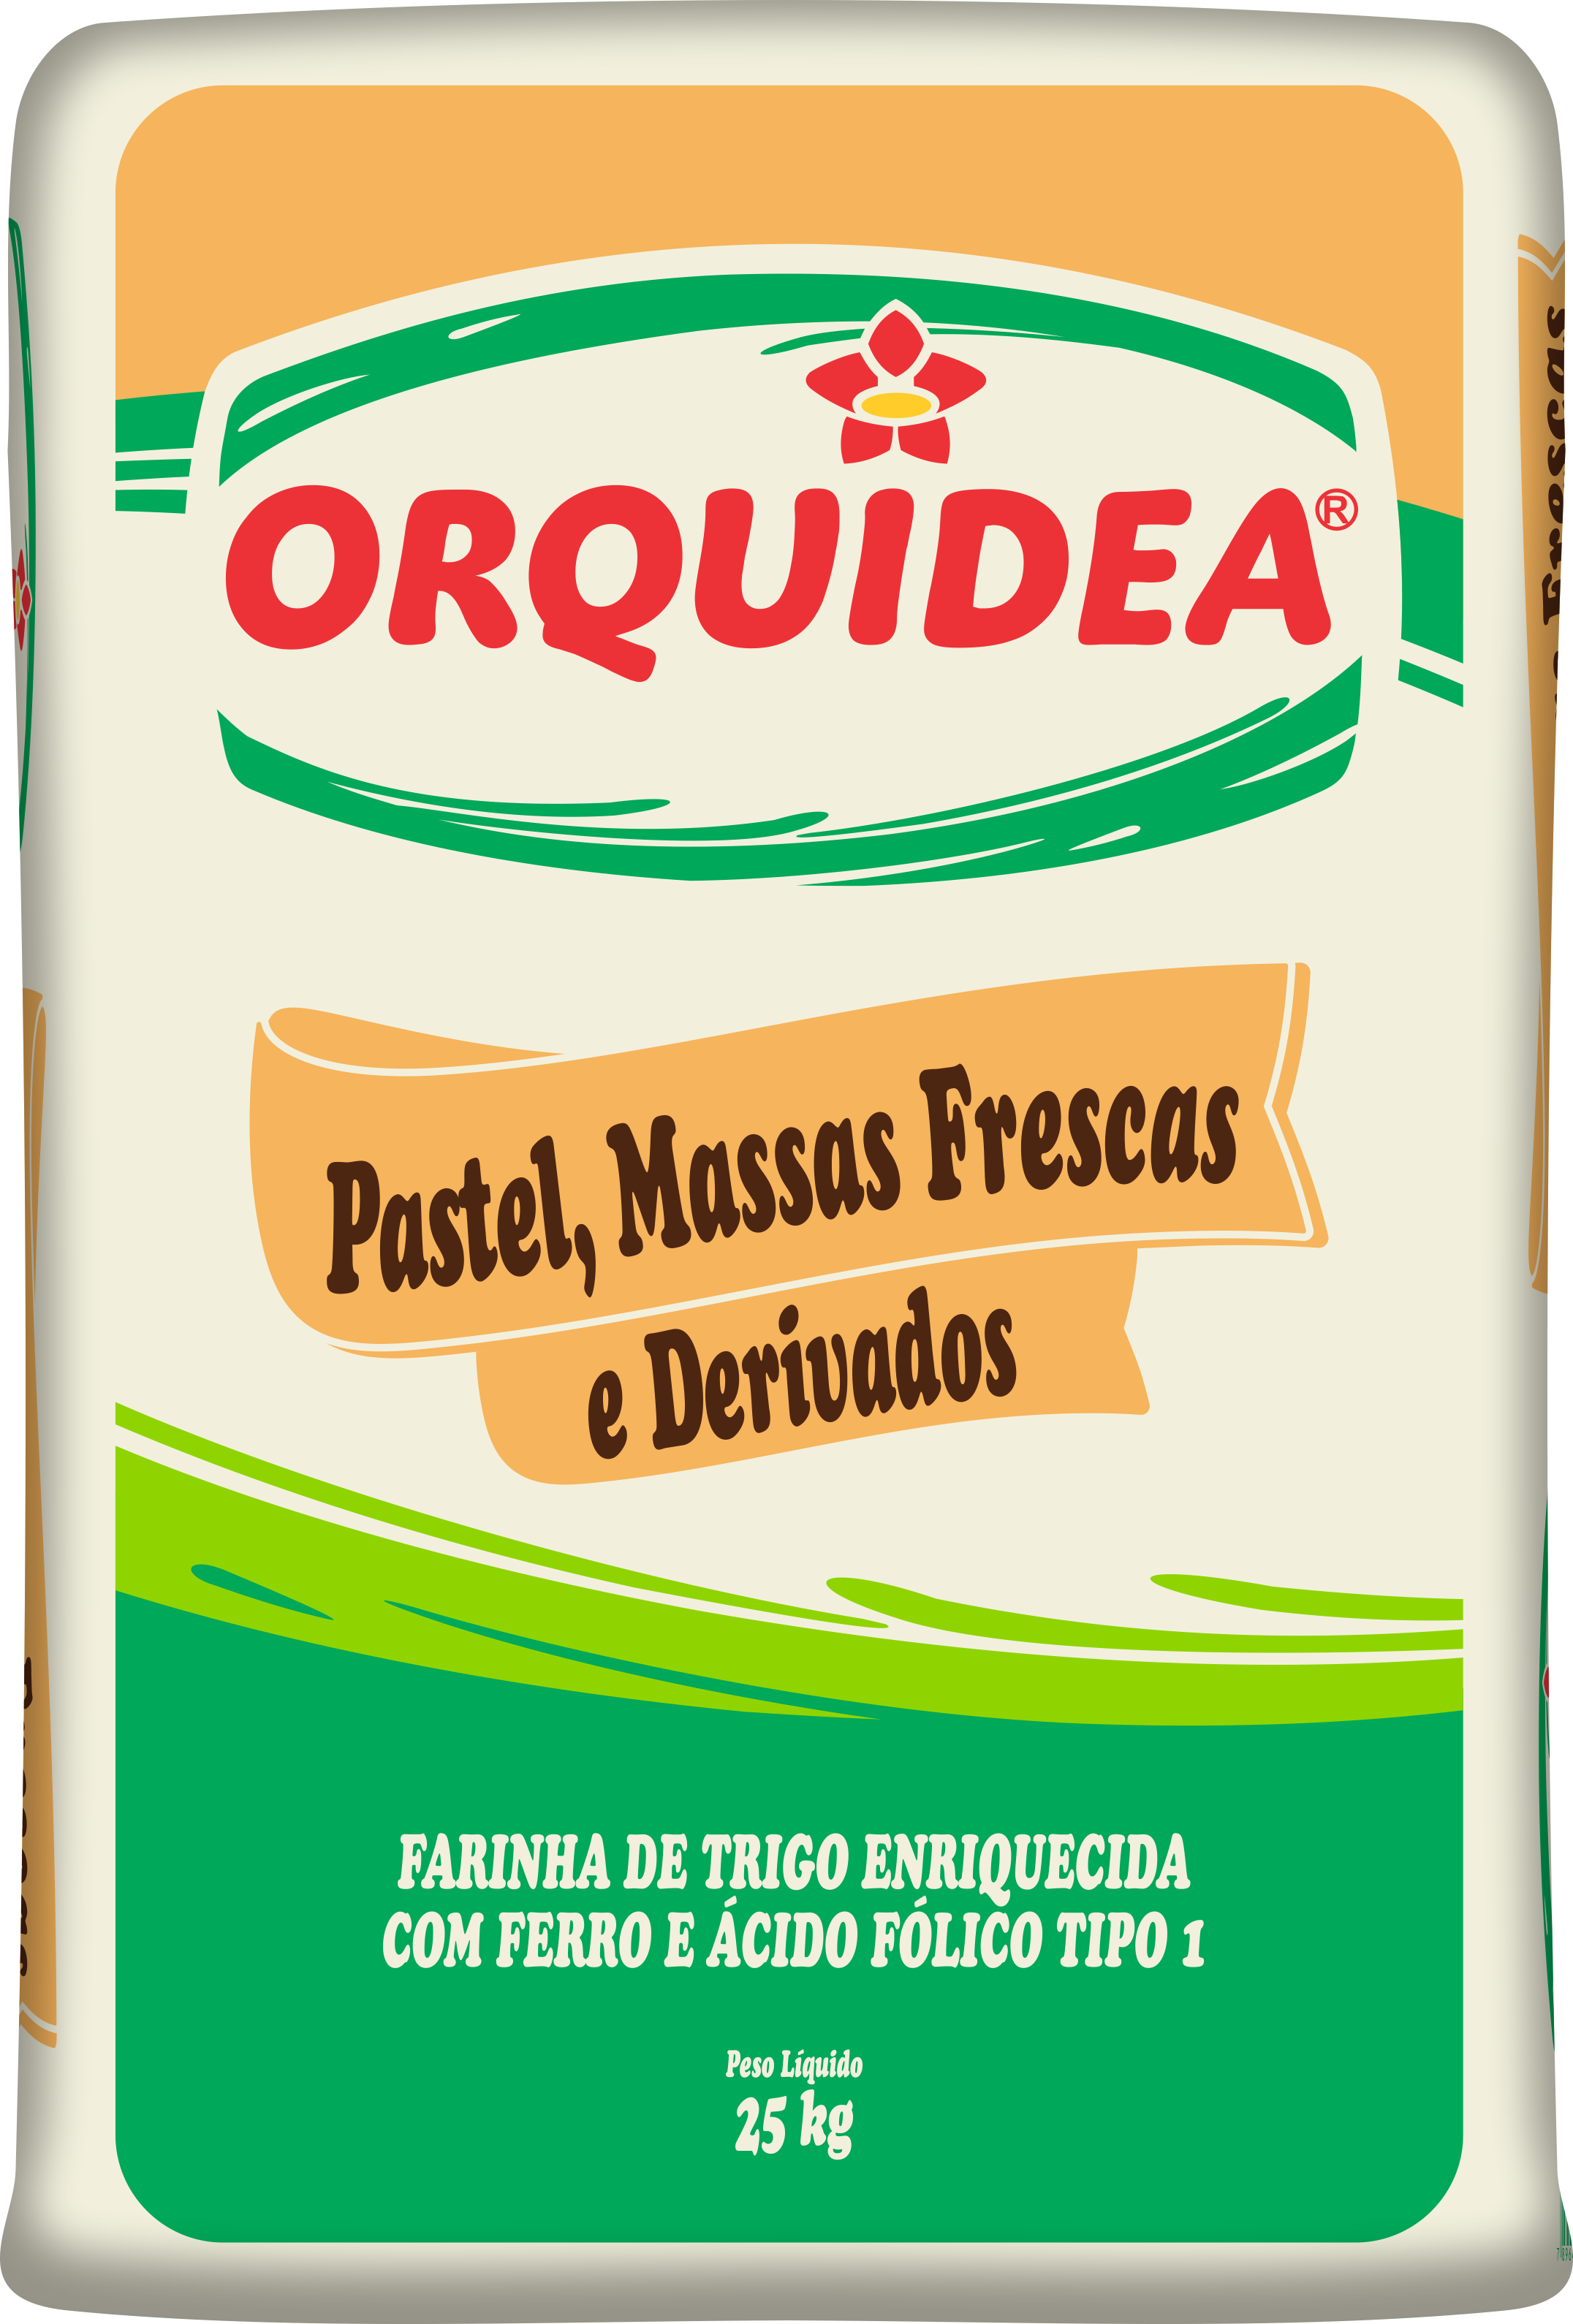 ORQUIDEA®
Pastel, Massas Frescas
e Derivados
FARINHA DE TRIGO ENRIQUECIDA
COM FERRO E ÁCIDO FÓLICO TIPO 1
Peso Líquido
25 kg